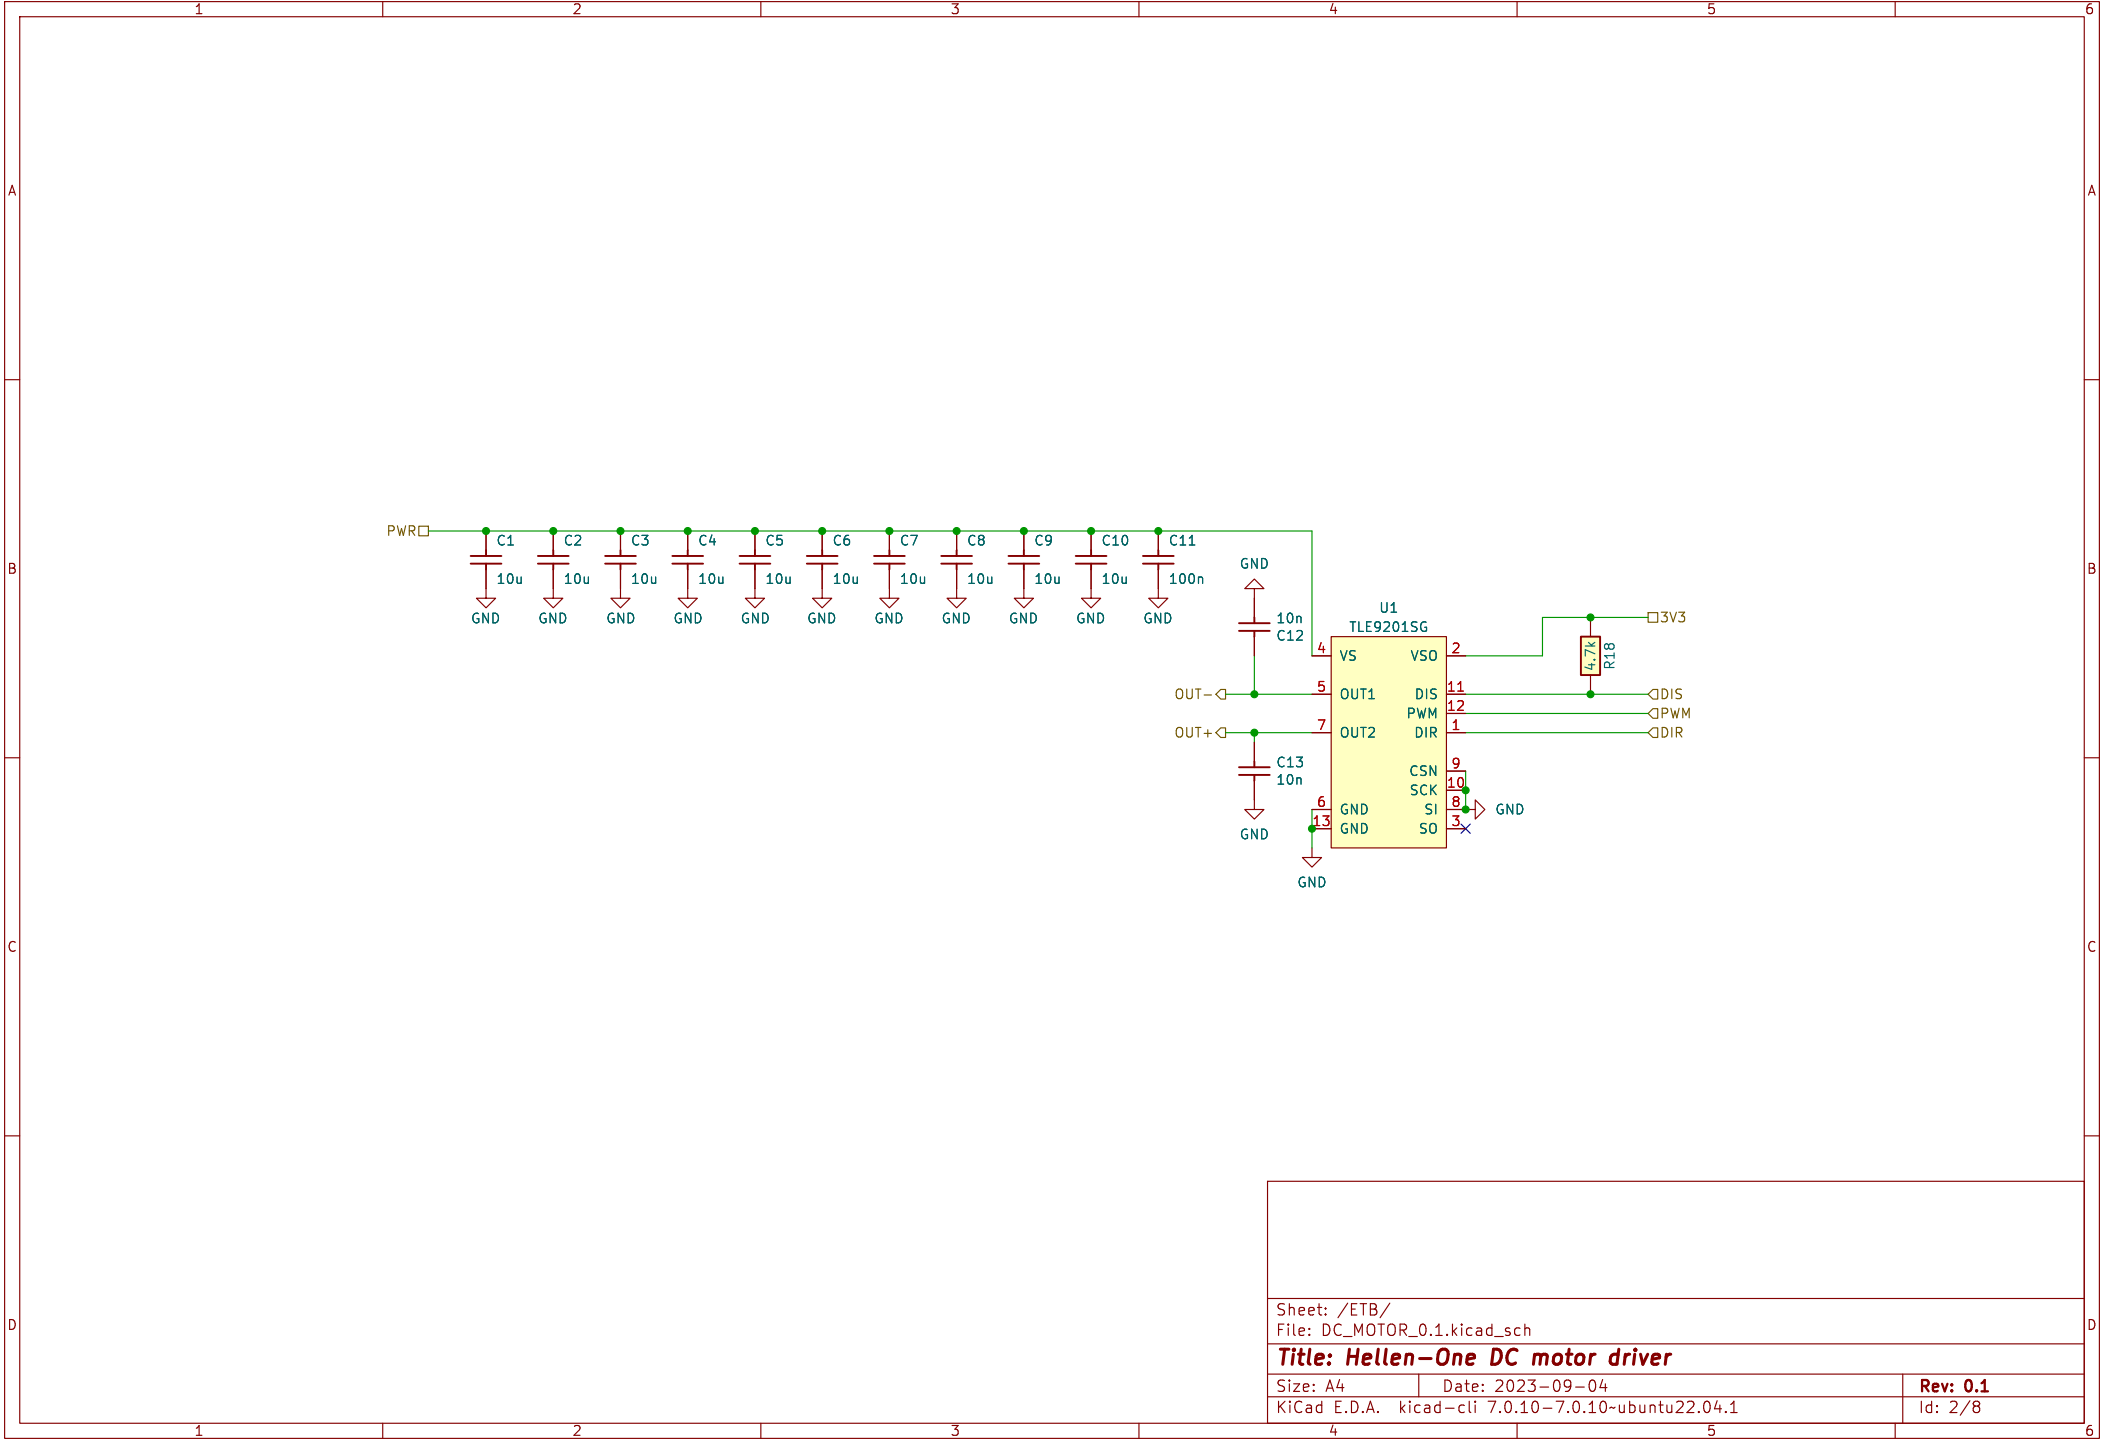 1 2 3 4 5 6
A A
PWR
C1 C2 C3 C4 C5 C6 C7 C8 C9 C10 C11
10u 10u 10u 10u 10u 10u 10u 10u 10u 10u 100n
GND GND GND GND GND GND GND GND GND GND GND
B B
GND
10n
C12
U1
TLE9201SG
3V3
4.7k
R18
4 VS VSO 2
OUT- 5 OUT1 DIS 11 DIS
PWM 12 PWM
OUT+ 7 OUT2 DIR 1 DIR
C13
10n
GND
CSN 9
SCK 10
6 GND SI 8 GND
13 GND SO 3
GND
C C
D D
Sheet: /ETB/
File: DC_MOTOR_0.1.kicad_sch
Title: Hellen-One DC motor driver
Size: A4 Date: 2023-09-04 Rev: 0.1
KiCad E.D.A. kicad-cli 7.0.10-7.0.10~ubuntu22.04.1 Id: 2/8
1 2 3 4 5 6